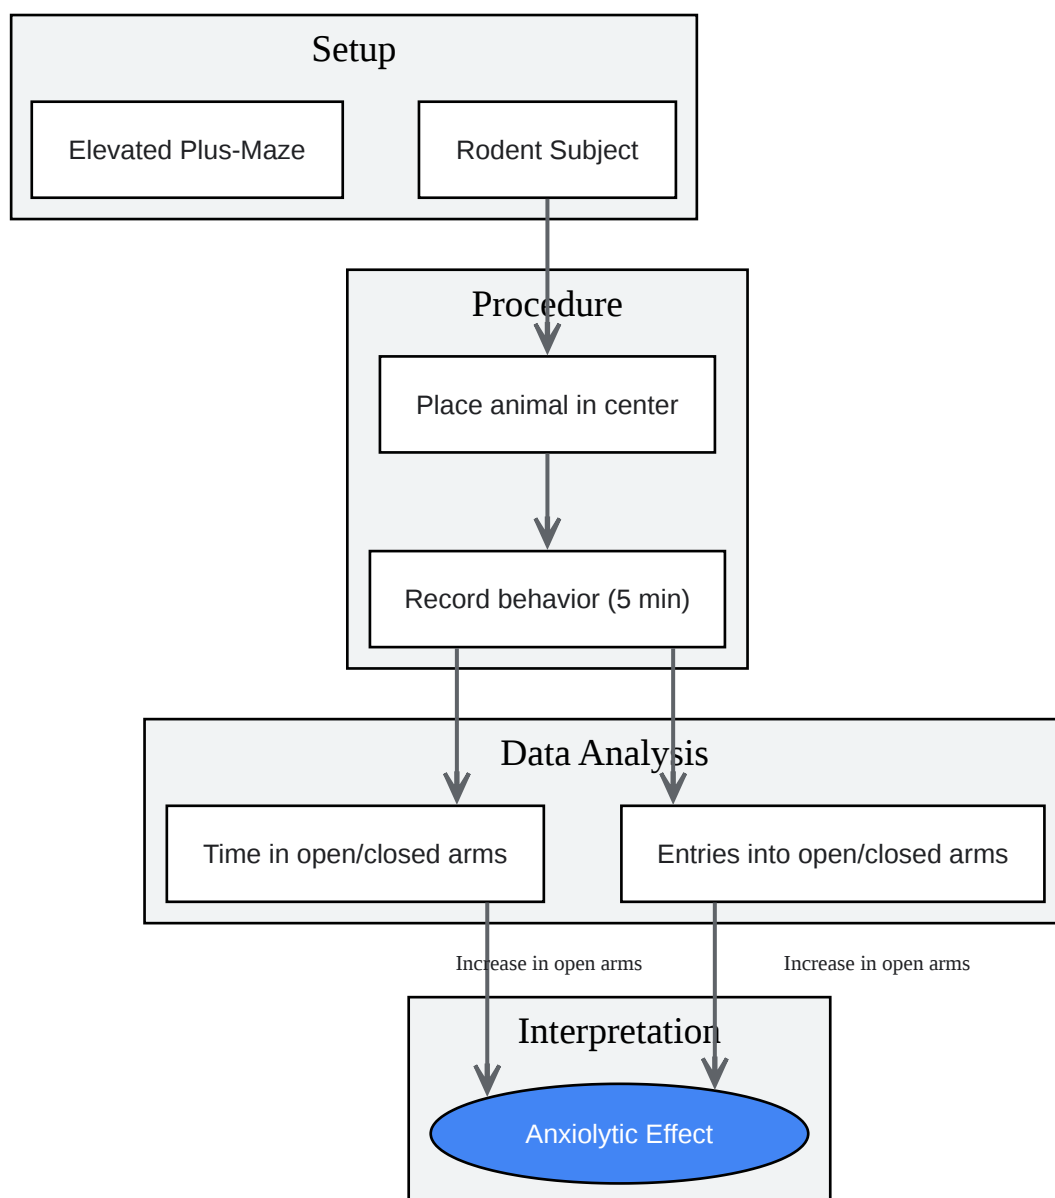 Setup
Elevated Plus-Maze
Rodent Subject
Procedure
Place animal in center
Record behavior (5 min)
Data Analysis
Time in open/closed arms
Entries into open/closed arms
Increase in open arms
Increase in open arms
Interpretation
Anxiolytic Effect